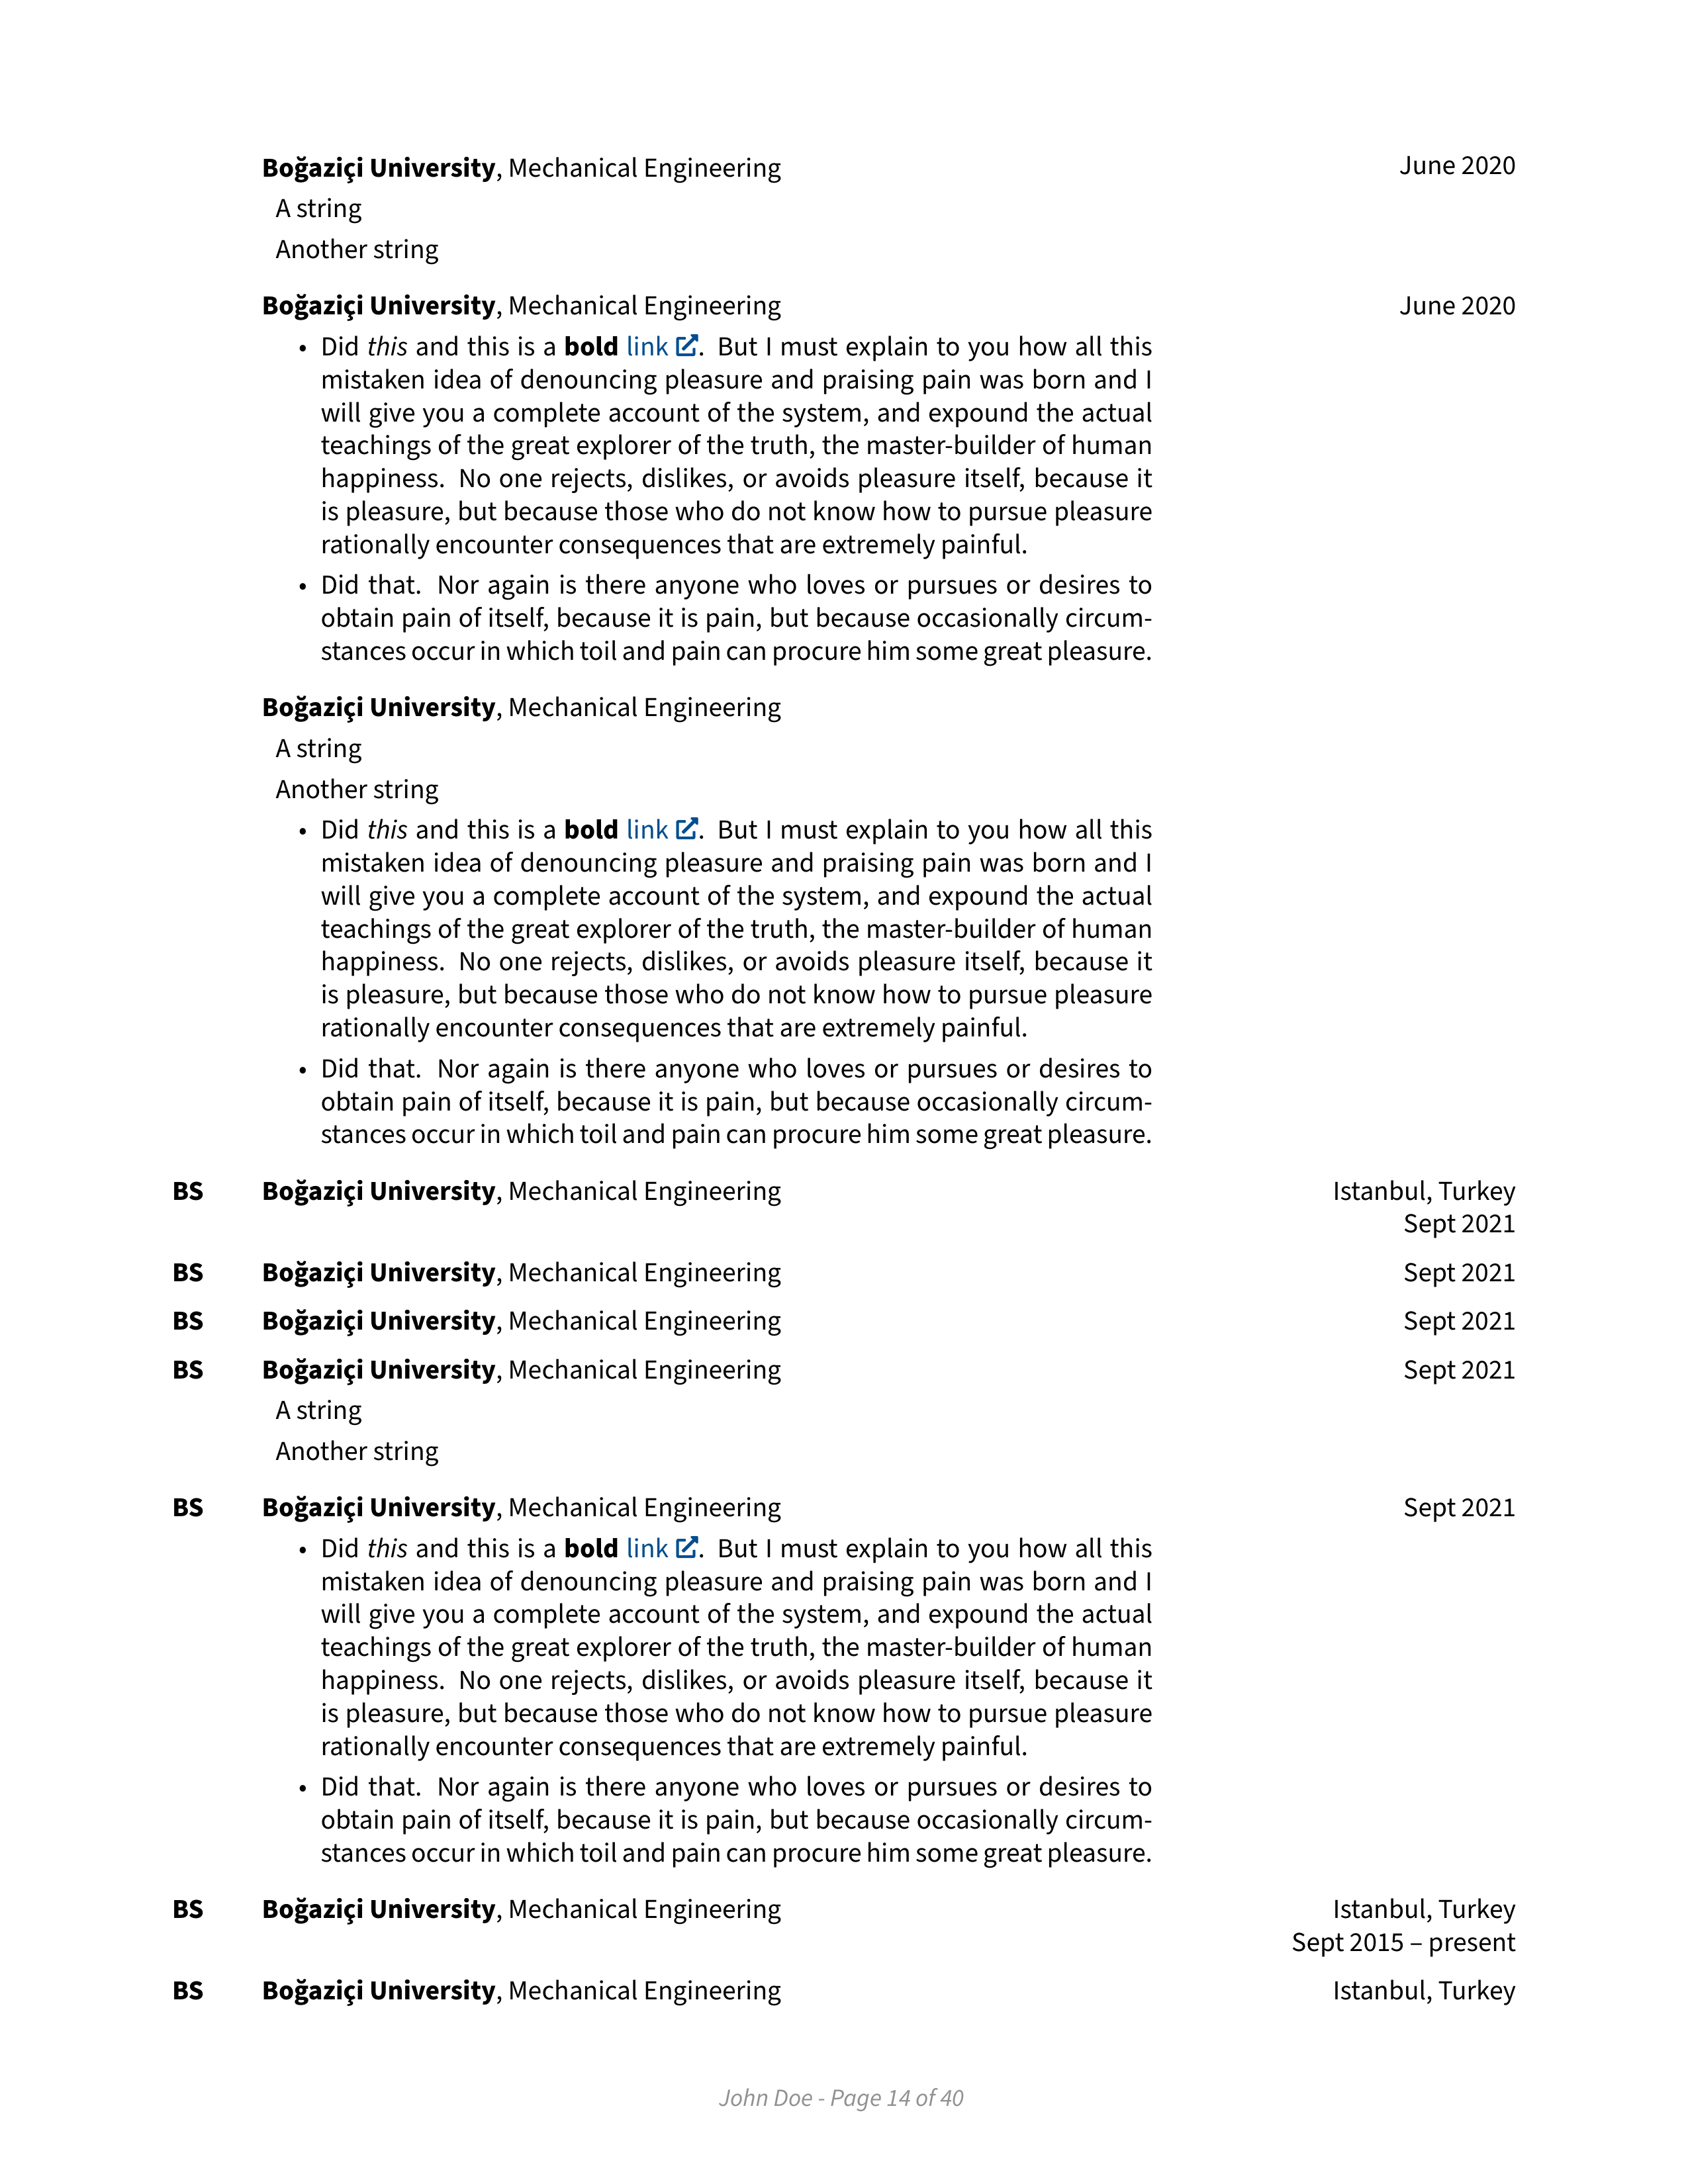 Boğaziçi University, Mechanical Engineering June 2020
A string
Another string
Boğaziçi University, Mechanical Engineering June 2020
• Did this and this is a bold link. But I must explain to you how all this
mistaken idea of denouncing pleasure and praising pain was born and I
will give you a complete account of the system, and expound the actual
teachings of the great explorer of the truth, the master-builder of human
happiness. No one rejects, dislikes, or avoids pleasure itself, because it
is pleasure, but because those who do not know how to pursue pleasure
rationally encounter consequences that are extremely painful.
• Did that. Nor again is there anyone who loves or pursues or desires to
obtain pain of itself, because it is pain, but because occasionally circum-
stances occur in which toil and pain can procure him some great pleasure.
Boğaziçi University, Mechanical Engineering
A string
Another string
• Did this and this is a bold link. But I must explain to you how all this
mistaken idea of denouncing pleasure and praising pain was born and I
will give you a complete account of the system, and expound the actual
teachings of the great explorer of the truth, the master-builder of human
happiness. No one rejects, dislikes, or avoids pleasure itself, because it
is pleasure, but because those who do not know how to pursue pleasure
rationally encounter consequences that are extremely painful.
• Did that. Nor again is there anyone who loves or pursues or desires to
obtain pain of itself, because it is pain, but because occasionally circum-
stances occur in which toil and pain can procure him some great pleasure.
BS Boğaziçi University, Mechanical Engineering Istanbul, Turkey
Sept 2021
BS Boğaziçi University, Mechanical Engineering Sept 2021
BS Boğaziçi University, Mechanical Engineering Sept 2021
BS Boğaziçi University, Mechanical Engineering Sept 2021
A string
Another string
BS Boğaziçi University, Mechanical Engineering Sept 2021
• Did this and this is a bold link. But I must explain to you how all this
mistaken idea of denouncing pleasure and praising pain was born and I
will give you a complete account of the system, and expound the actual
teachings of the great explorer of the truth, the master-builder of human
happiness. No one rejects, dislikes, or avoids pleasure itself, because it
is pleasure, but because those who do not know how to pursue pleasure
rationally encounter consequences that are extremely painful.
• Did that. Nor again is there anyone who loves or pursues or desires to
obtain pain of itself, because it is pain, but because occasionally circum-
stances occur in which toil and pain can procure him some great pleasure.
BS Boğaziçi University, Mechanical Engineering Istanbul, Turkey
Sept 2015 – present
BS Boğaziçi University, Mechanical Engineering Istanbul, Turkey
John Doe - Page 14 of 40